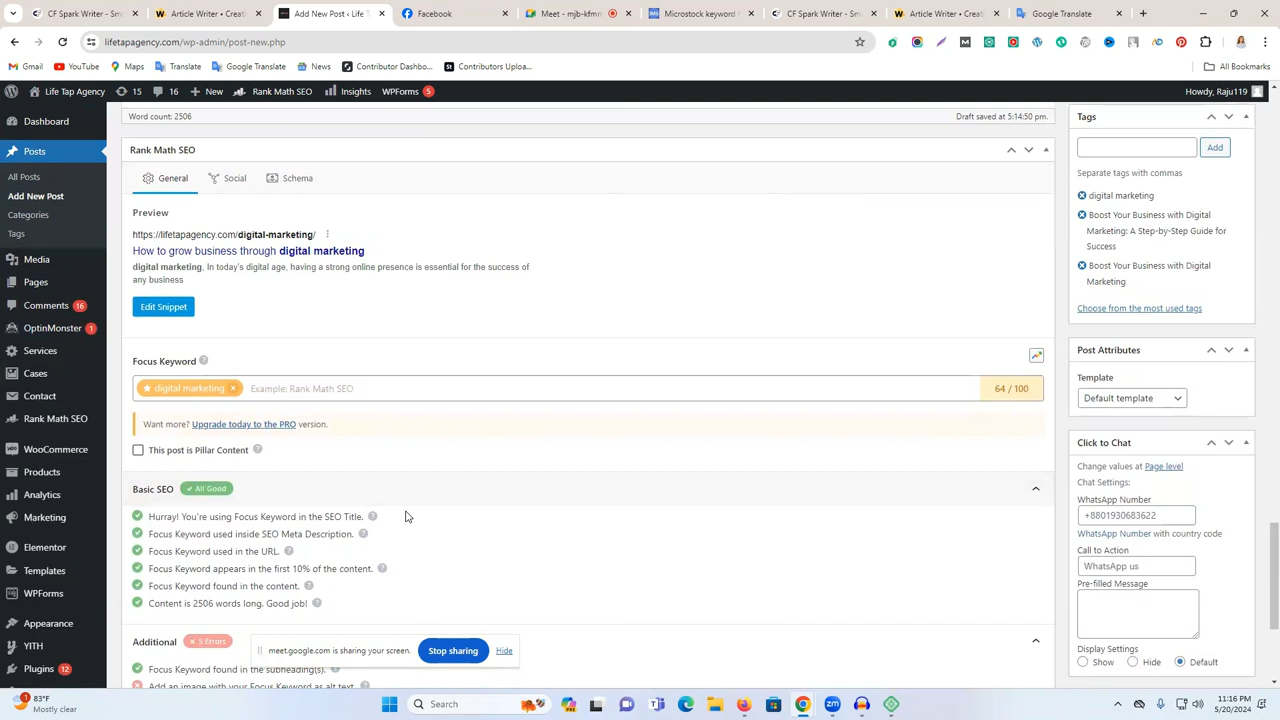 CF Spark Writer - Sm
Article Writer • Creati
Add New Post ‹ Life T
Facebook
Meet - mjb-kfmn
Microstock keyword
CF Spark Writer - Sm
Article Writer • Creati
Google Translate
lifetapagency.com/wp-admin/post-new.php
Gmail
YouTube
Maps
Translate
Google Translate
News
Contributor Dashbo...
Contributors Uploa...
All Bookmarks
Life Tap Agency
15
16
New
Rank Math SEO
Insights
WPForms
5
Howdy, Raju119
Dashboard
Posts
All Posts
Add New Post
Categories
Tags
Media
Pages
Comments 16
OptinMonster 1
Services
Cases
Contact
Rank Math SEO
WooCommerce
Products
Analytics
Marketing
Elementor
Templates
WPForms
Appearance
YITH
Plugins 12
Word count: 2506
Draft saved at 5:14:50 pm.
Rank Math SEO
General
Social
Schema
Preview
https://lifetapagency.com/digital-marketing/
How to grow business through digital marketing
digital marketing, In today's digital age, having a strong online presence is essential for the success of
any business
Edit Snippet
Focus Keyword
digital marketing
Example: Rank Math SEO
64 / 100
Want more? Upgrade today to the PRO version.
This post is Pillar Content
Basic SEO
All Good
Hurray! You're using Focus Keyword in the SEO Title.
Focus Keyword used inside SEO Meta Description.
Focus Keyword used in the URL.
Focus Keyword appears in the first 10% of the content.
Focus Keyword found in the content.
Content is 2506 words long. Good job!
Additional
5 Errors
Focus Keyword found in the subheading(s).
Add an image with your Focus Keyword as alt text.
meet.google.com is sharing your screen.
Stop sharing
Hide
Tags
Add
Separate tags with commas
digital marketing
Boost Your Business with Digital
Marketing: A Step-by-Step Guide for
Success
Boost Your Business with Digital
Marketing
Choose from the most used tags
Post Attributes
Template
Default template
Click to Chat
Change values at Page level
Chat Settings:
WhatsApp Number
+8801930683622
WhatsApp Number with country code
Call to Action
WhatsApp us
Pre-filled Message
Display Settings
Show
Hide
Default
1
83°F
Mostly clear
Search
11:16 PM
5/20/2024